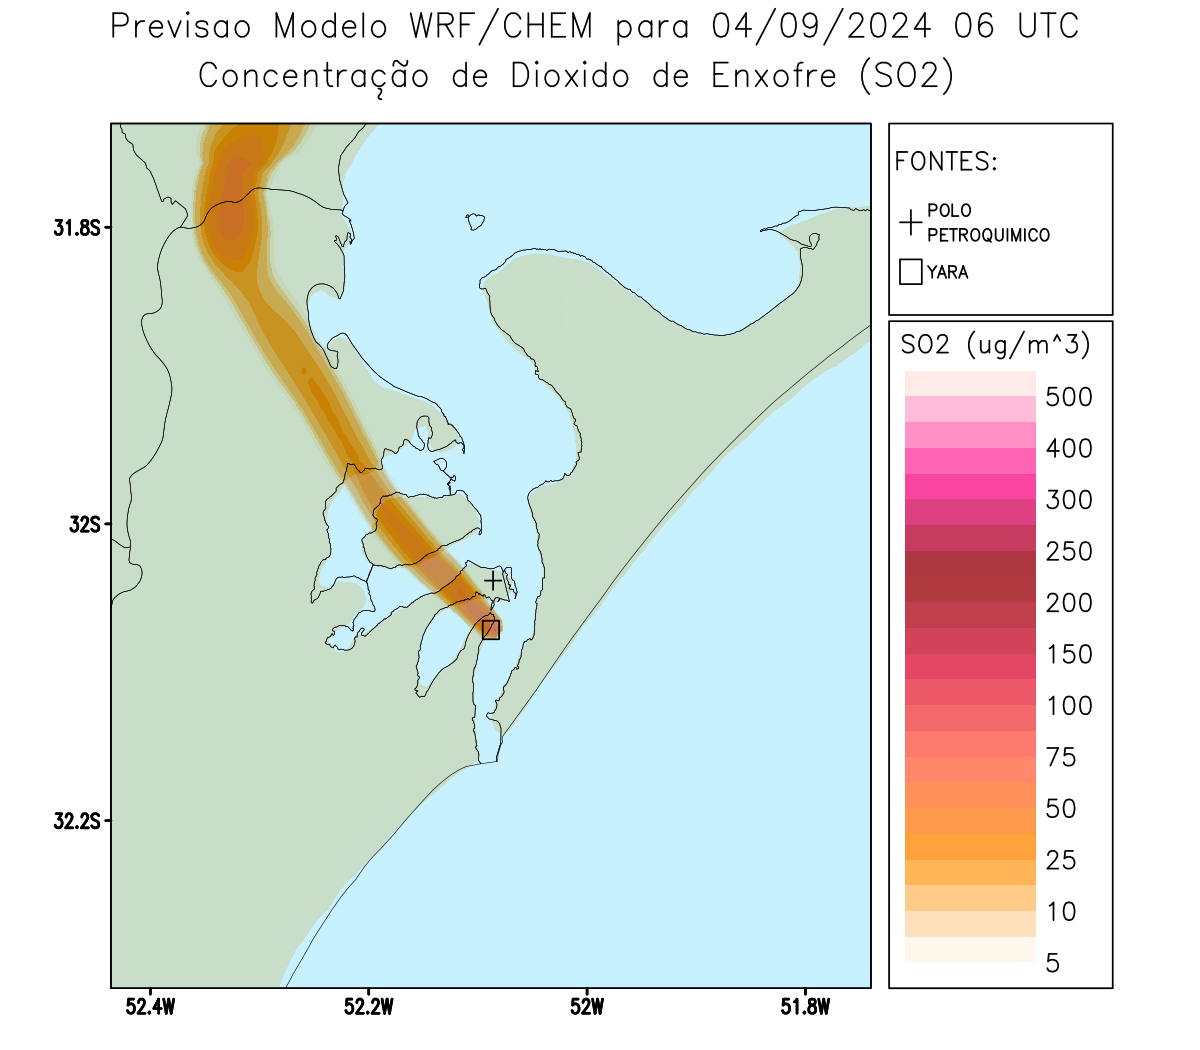 Previsao Modelo WRF/CHEM para 04/09/2024 06 UTC
Concentração de Dioxido de Enxofre (SO2)
FONTES:
POLO
PETROQUIMICO
YARA
SO2 (ug/m^3)
500
400
300
250
200
150
100
75
50
25
10
5
31.8S
32S
32.2S
52.4W
52.2W
52W
51.8W